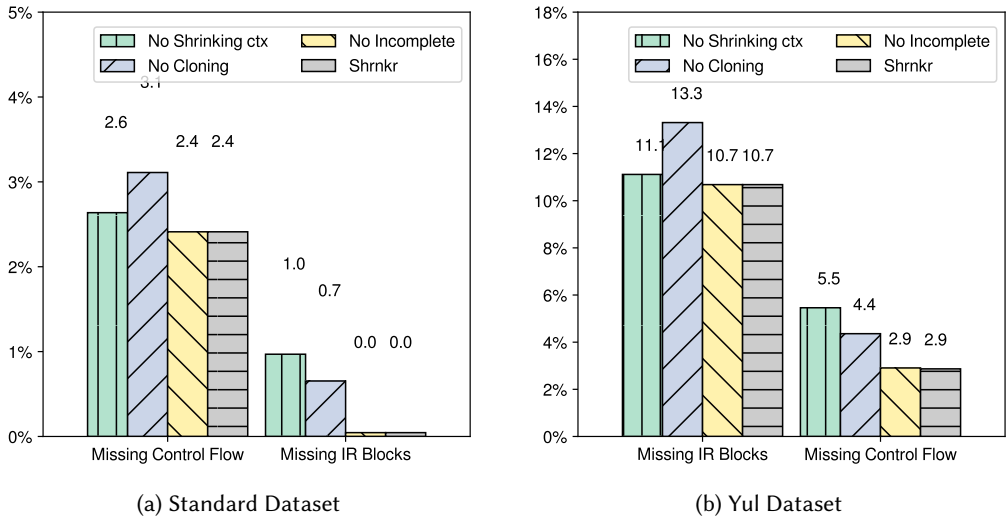 5%
4%
3%
2%
1%
0%
No Shrinking ctx
No Cloning
No Incomplete
Shrnkr
2.6
3.1
2.4
2.4
1.0
0.7
0.0
0.0
Missing Control Flow
Missing IR Blocks
(a) Standard Dataset
18%
16%
14%
12%
10%
8%
6%
4%
2%
0%
No Shrinking ctx
No Cloning
No Incomplete
Shrnkr
11.1
13.3
10.7
10.7
5.5
4.4
2.9
2.9
Missing IR Blocks
Missing Control Flow
(b) Yul Dataset